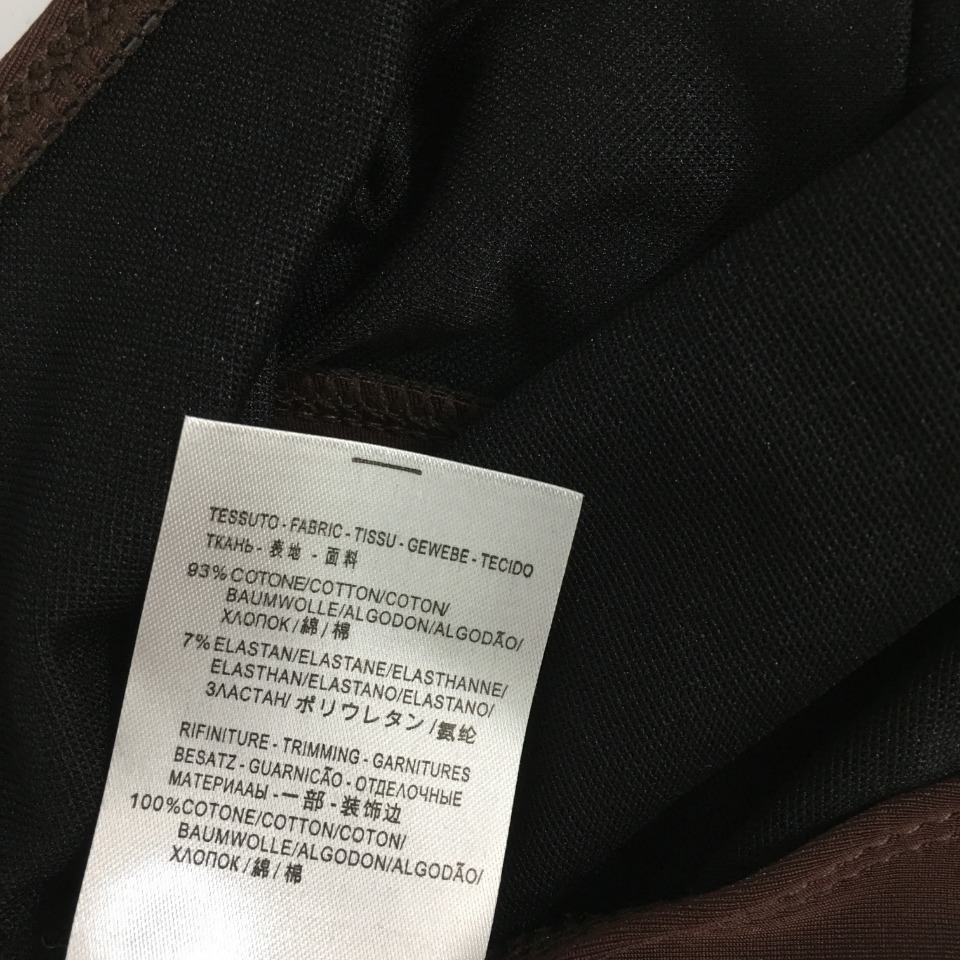 TESSUTO - FABRIC - TISSU - GEWEBE - TECIDO
ТКАНЬ - 表地 - 面料
93% COTONE/COTTON/COTON/
BAUMWOLLE/ALGODON/ALGODÃO/
ХЛОПОК/綿/棉
7% ELASTAN/ELASTANE/ELASTHANNE/
ELASTHAN/ELASTANO/ELASTANO/
ЗЛАСТАН/ ポリウレタン /氨纶
RIFINITURE - TRIMMING - GARNITURES
BESATZ - GUARNICÃO - ОТДЕЛОЧНЫЕ
МАТЕРИААЫ - 一部 - 装饰边
100%COTONE/COTTON/COTON/
BAUMWOLLE/ALGODON/ALGODÃO/
ХЛОПОК/綿/棉